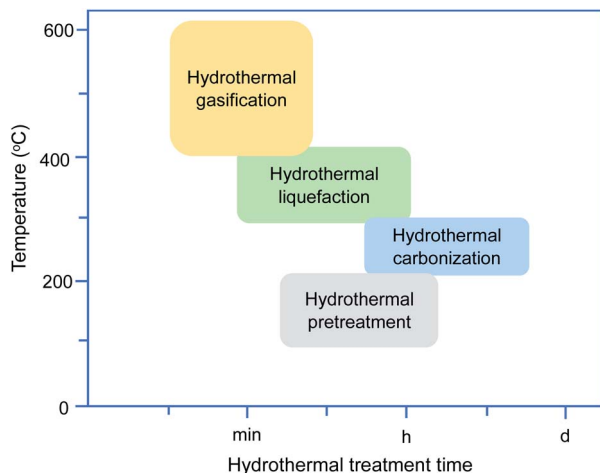 600
Hydrothermal
gasification
400
Hydrothermal
liquefaction
Hydrothermal
carbonization
200
Hydrothermal
pretreatment
0
Temperature (ºC)
min
h
d
Hydrothermal treatment time